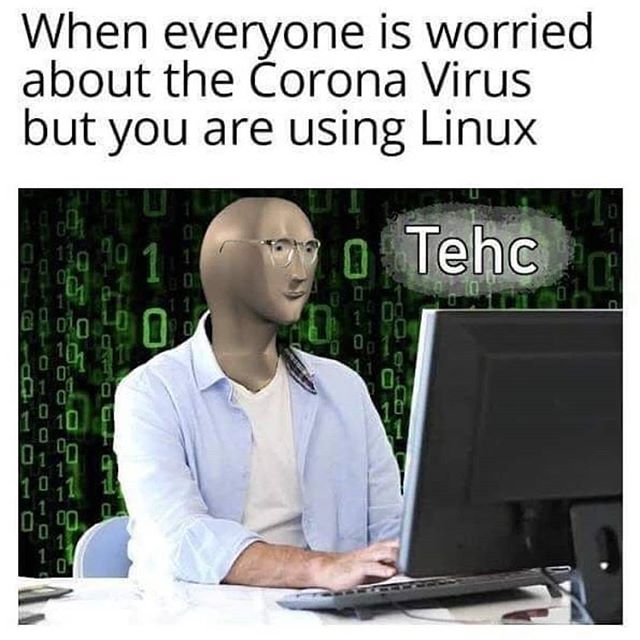 When everyone is worried
about the Corona Virus
but you are using Linux
Tehc